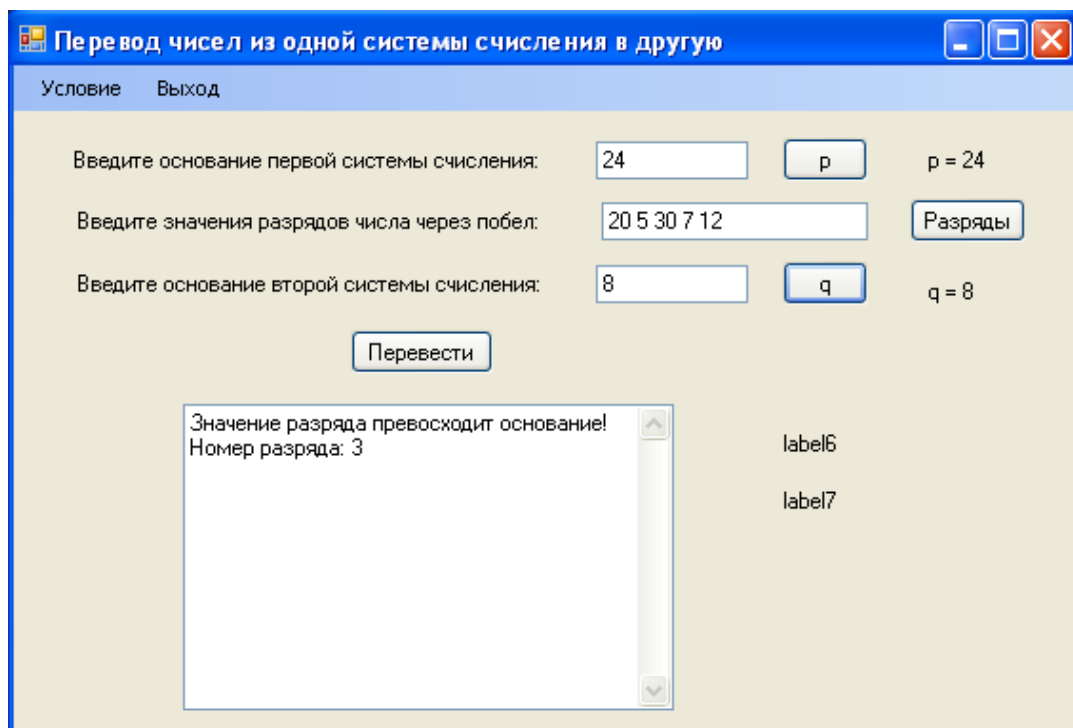 Перевод чисел из одной системы счисления в другую
Условие Выход
Введите основание первой системы счисления: 24 p p = 24
Введите значения разрядов числа через побел: 20 5 30 7 12 Разряды
Введите основание второй системы счисления: 8 q q = 8
Перевести
Значение разряда превосходит основание!
Номер разряда: 3
label6
label7